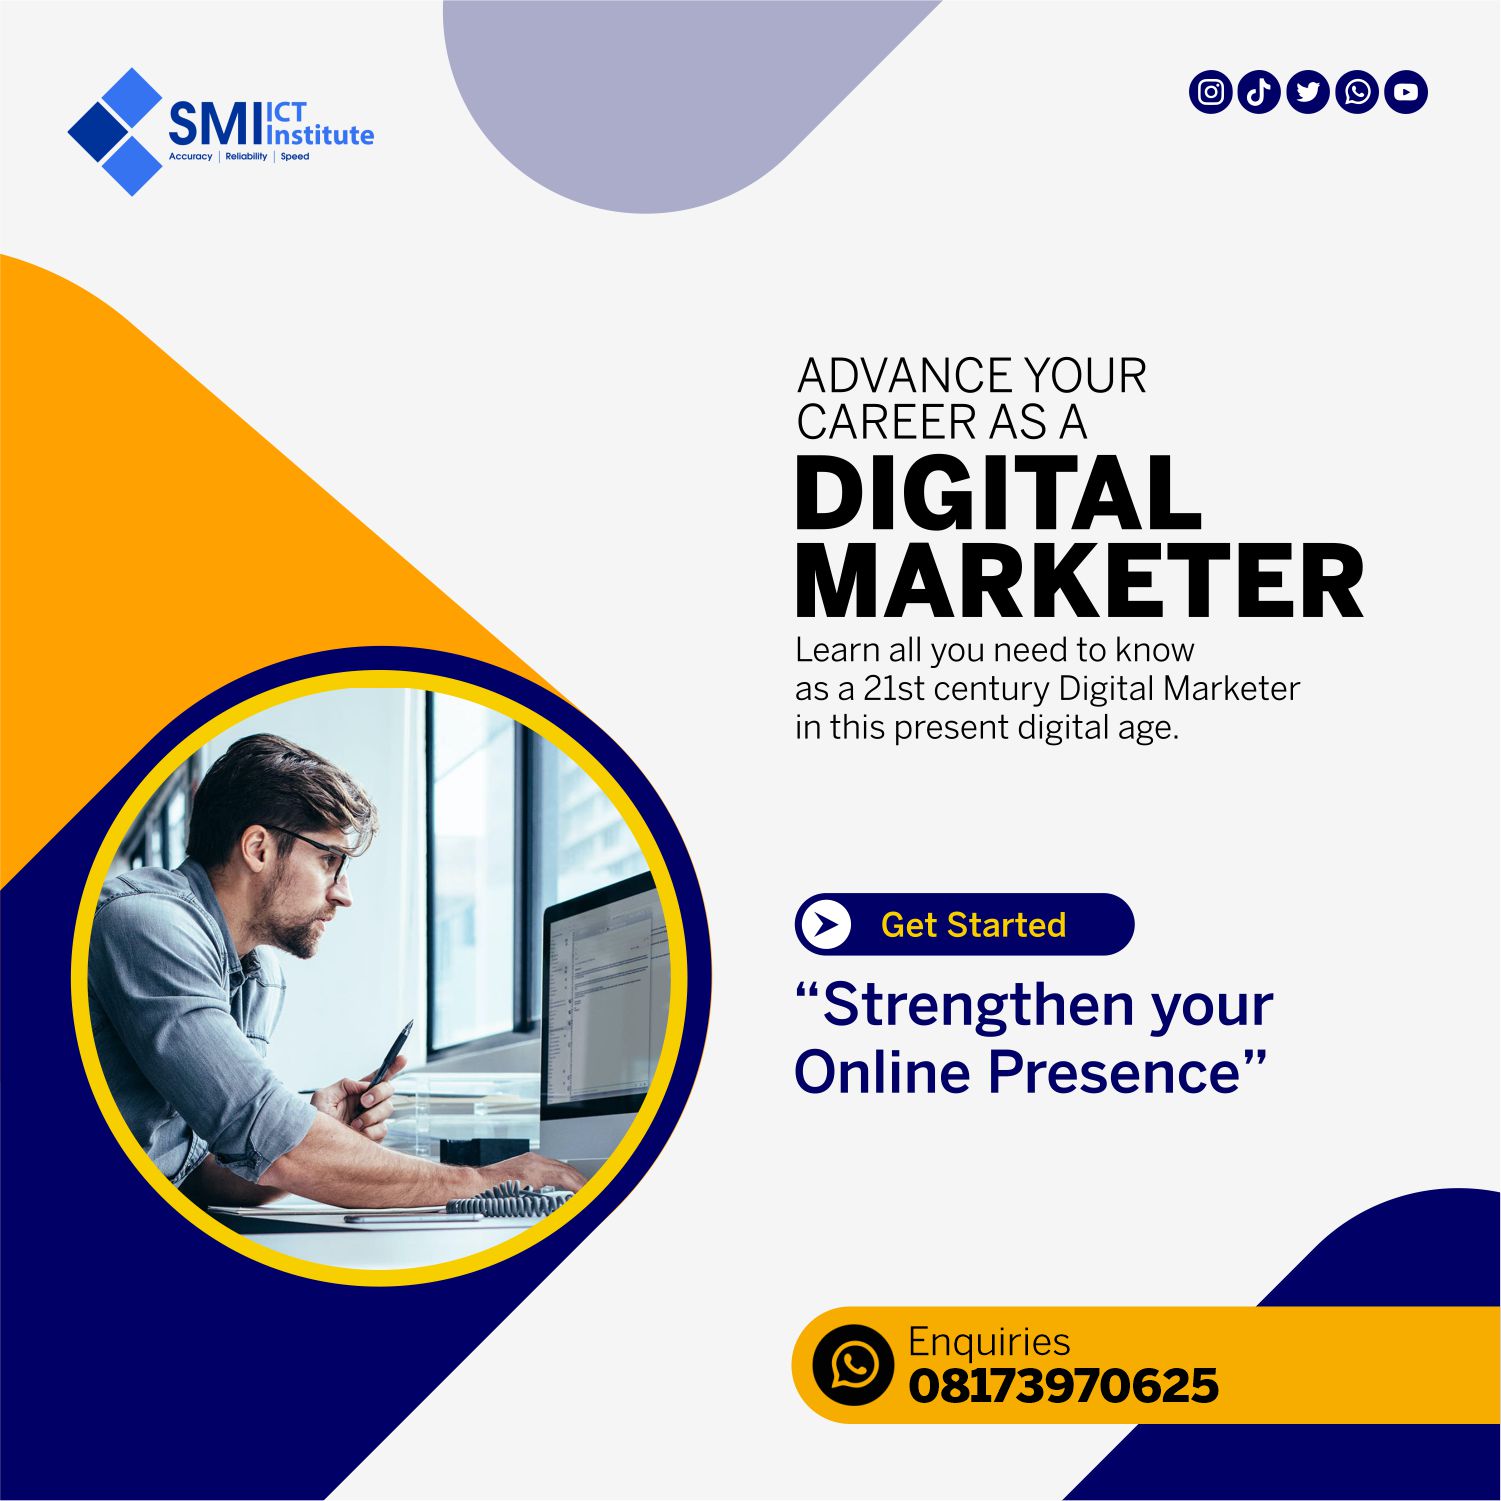 SMI ICT
Institute
Accuracy | Reliability | Speed
ADVANCE YOUR
CAREER AS A
DIGITAL
MARKETER
Learn all you need to know
as a 21st century Digital Marketer
in this present digital age.
Get Started
“Strengthen your
Online Presence”
Enquiries
08173970625